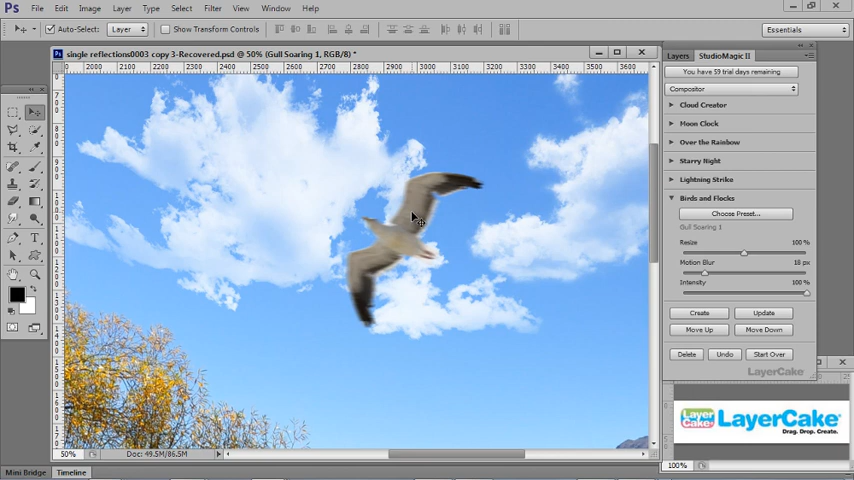 Ps File Edit Image Layer Type Select Filter View Window Help
Auto-Select: Layer Show Transform Controls Essentials
Ps single reflections0003 copy 3-Recovered.psd @ 50% (Gull Soaring 1, RGB/8) *
2000 2100 2200 2300 2400 2500 2600 2700 2800 2900 3000 3100 3200 3300 3400 3500 3600
Layers StudioMagic II
You have 59 trial days remaining
Compositor
Cloud Creator
Moon Clock
Over the Rainbow
Starry Night
Lightning Strike
Birds and Flocks
Choose Preset...
Gull Soaring 1
Resize 100 %
Motion Blur 18 px
Intensity 100 %
Create Update
Move Up Move Down
Delete Undo Start Over
LayerCake
Layer Cake LayerCake
Drag. Drop. Create.
50% Doc: 49.5M/86.5M
100%
Mini Bridge Timeline